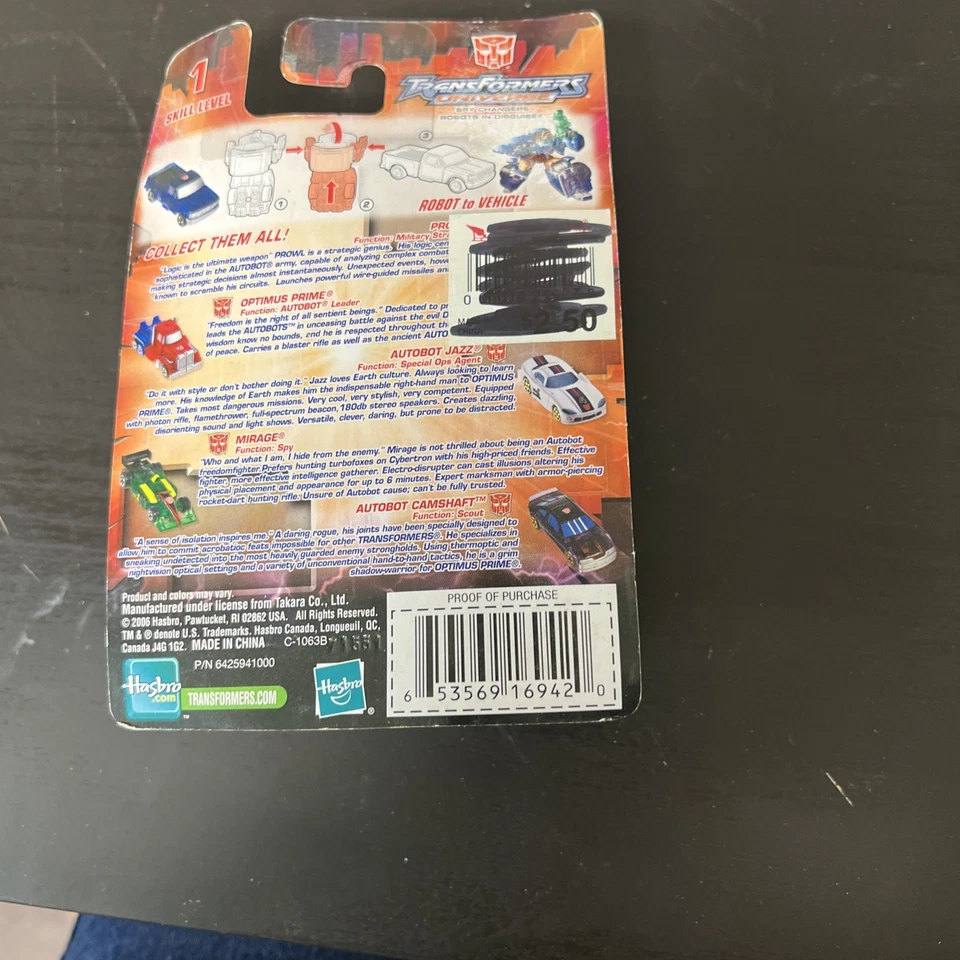 1
SKILL LEVEL
TRANSFORMERS
UNIVERSE
SPY CHANGERS
ROBOTS IN DISGUISE
3
1
2
ROBOT to VEHICLE
COLLECT THEM ALL!
Function: Military
"Logic is the ultimate weapon" PROWL is a strategic genius. His logic
sophisticated in the AUTOBOT® army, capable of analyzing complex combat
making strategic decisions almost instantaneously. Unexpected events,
known to scramble his circuits. Launches powerful wire-guided missiles
0
50
OPTIMUS PRIME®
Function: AUTOBOT® Leader
"Freedom is the right of all sentient beings." Dedicated to
leads the AUTOBOTS™ in unceasing battle against the evil
wisdom know no bounds, and he is respected throughout
of peace. Carries a blaster rifle as well as the ancient
AUTOBOT JAZZ®
Function: Special Ops Agent
"Do it with style or don't bother doing it." Jazz loves Earth culture. Always looking to learn
more. His knowledge of Earth makes him the indispensable right-hand man to OPTIMUS
PRIME®. Takes most dangerous missions. Very cool, very stylish, very competent. Equipped
with photon rifle, flamethrower, full-spectrum beacon, 180db stereo speakers. Creates dazzling,
disorienting sound and light shows. Versatile, clever, daring, but prone to be distracted.
MIRAGE®
Function: Spy
"Who and what I am, I hide from the enemy." Mirage is not thrilled about being an Autobot
freedomfighter.Prefers hunting turbofoxes on Cybertron with his high-priced friends. Effective
fighter, more effective intelligence gatherer. Electro-disrupter can cast illusions altering his
physical placement and appearance for up to 6 minutes. Expert marksman with armor-piercing
rocket-dart hunting rifle. Unsure of Autobot cause; can't be fully trusted.
AUTOBOT CAMSHAFT™
Function: Scout
"A sense of isolation inspires me." A daring rogue, his joints have been specially designed to
allow him to commit acrobatic feats impossible for other TRANSFORMERS®. He specializes in
sneaking undetected into the most heavily guarded enemy strongholds. Using thermoptic and
nightvision optical settings and a variety of unconventional hand-to-hand tactics, he is a grim
shadow-warrior for OPTIMUS PRIME®.
Product and colors may vary.
Manufactured under license from Takara Co., Ltd.
© 2006 Hasbro, Pawtucket, RI 02862 USA. All Rights Reserved.
TM & ® denote U.S. Trademarks. Hasbro Canada, Longueuil, QC,
Canada J4G 1G2. MADE IN CHINA C-1063B
P/N 6425941000
Hasbro
.com
™
TRANSFORMERS.COM
Hasbro
®
PROOF OF PURCHASE
6 53569 16942 0